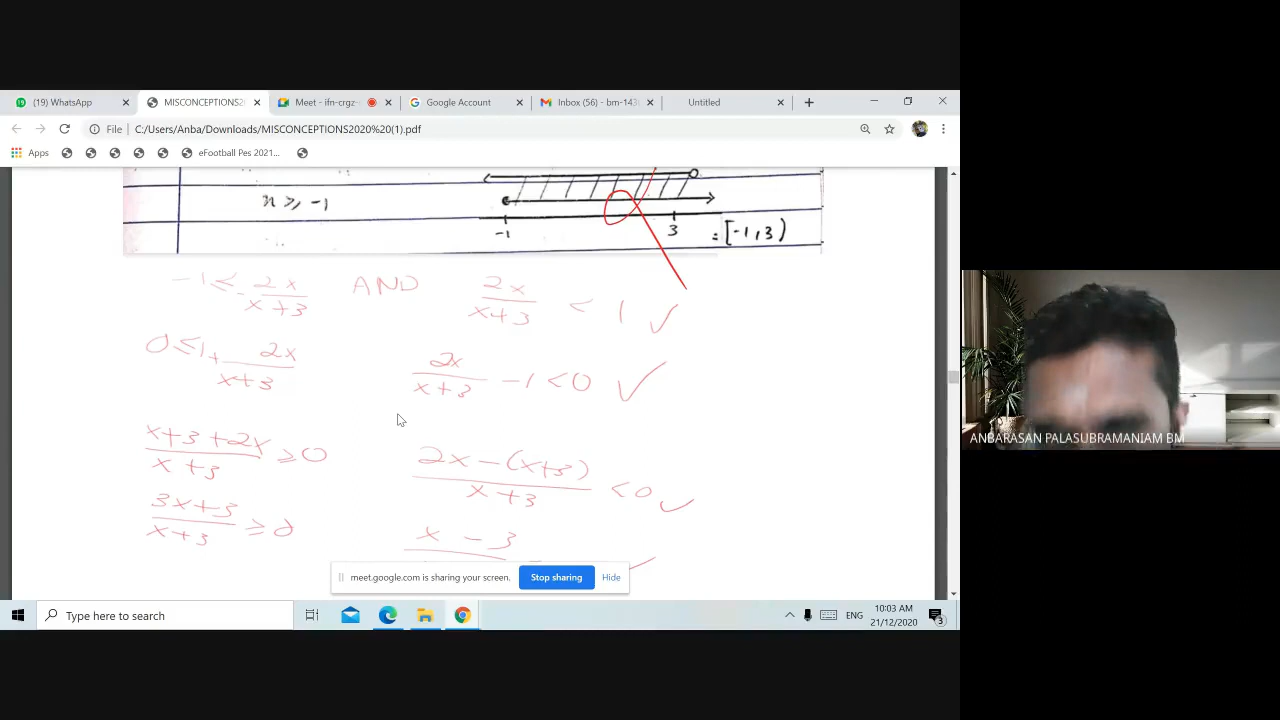 (19) WhatsApp
MISCONCEPTIONS20
Meet - ifn-crgz-
Google Account
Inbox (56) - bm-143
Untitled
File
C:/Users/Anba/Downloads/MISCONCEPTIONS2020%20(1).pdf
Apps
eFootball Pes 2021...
x ≥ -1
-1
3
= [-1, 3)
-1 ≤ 2x/(x+3) AND 2x/(x+3) < 1 ✓
0 ≤ 1 + 2x/(x+3)
2x/(x+3) - 1 < 0 ✓
(x+3+2x)/(x+3) ≥ 0
(2x-(x+3))/(x+3) < 0 ✓
(3x+3)/(x+3) ≥ 0
x - 3
meet.google.com is sharing your screen.
Stop sharing
Hide
ANBARASAN PALASUBRAMANIAM BM
Type here to search
ENG
10:03 AM
21/12/2020
3